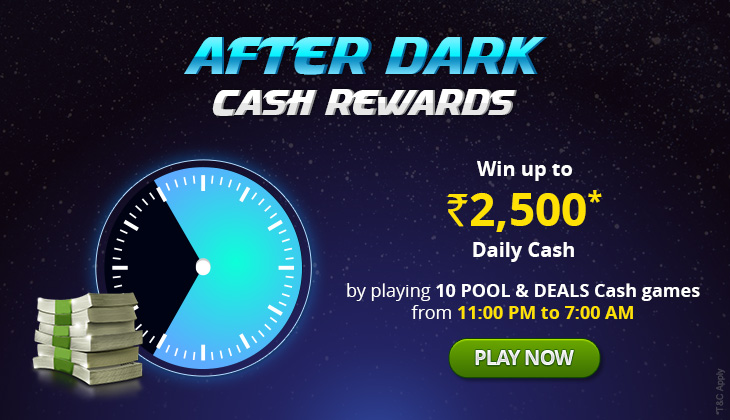 AFTER DARK
CASH REWARDS
Win up to
₹2,500*
Daily Cash
by playing 10 POOL & DEALS Cash games
from 11:00 PM to 7:00 AM
PLAY NOW
*T&C Apply